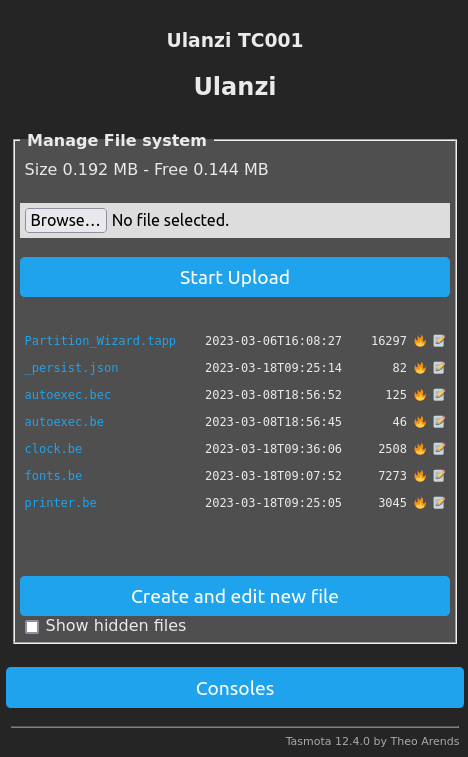 Ulanzi TC001
Ulanzi
Manage File system
Size 0.192 MB - Free 0.144 MB
Browse... No file selected.
Start Upload
Partition_Wizard.tapp 2023-03-06T16:08:27 16297
_persist.json 2023-03-18T09:25:14 82
autoexec.bec 2023-03-08T18:56:52 125
autoexec.be 2023-03-08T18:56:45 46
clock.be 2023-03-18T09:36:06 2508
fonts.be 2023-03-18T09:07:52 7273
printer.be 2023-03-18T09:25:05 3045
Create and edit new file
Show hidden files
Consoles
Tasmota 12.4.0 by Theo Arends